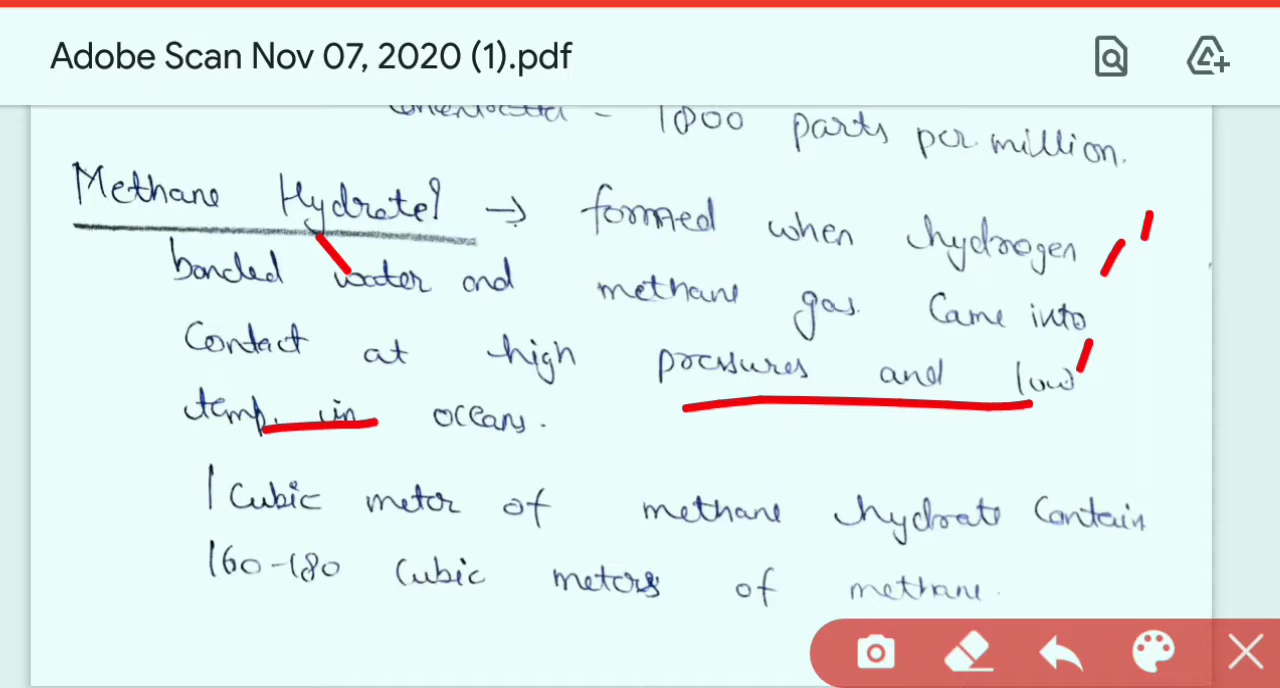 Adobe Scan Nov 07, 2020 (1).pdf
- 1000 parts per million.
Methane Hydrate → formed when hydrogen
bonded water and methane gas. Came into
Contact at high pressures and low
temp. in oceans.
1 Cubic meter of methane hydrate Contain
160-180 Cubic meters of methane.